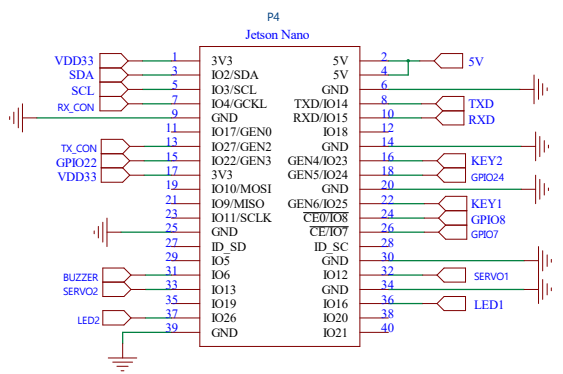 P4
Jetson Nano
VDD33 1 3V3 5V 2 5V
SDA 3 IO2/SDA 5V 4
SCL 5 IO3/SCL GND 6
RX_CON 7 IO4/GCKL TXD/IO14 8 TXD
9 GND RXD/IO15 10 RXD
11 IO17/GEN0 IO18 12
TX_CON 13 IO27/GEN2 GND 14
GPIO22 15 IO22/GEN3 GEN4/IO23 16 KEY2
VDD33 17 3V3 GEN5/IO24 18 GPIO24
19 IO10/MOSI GND 20
21 IO9/MISO GEN6/IO25 22 KEY1
23 IO11/SCLK CE0/IO8 24 GPIO8
25 GND CE/IO7 26 GPIO7
27 ID_SD ID_SC 28
29 IO5 GND 30
BUZZER 31 IO6 IO12 32 SERVO1
SERVO2 33 IO13 GND 34
35 IO19 IO16 36 LED1
LED2 37 IO26 IO20 38
39 GND IO21 40